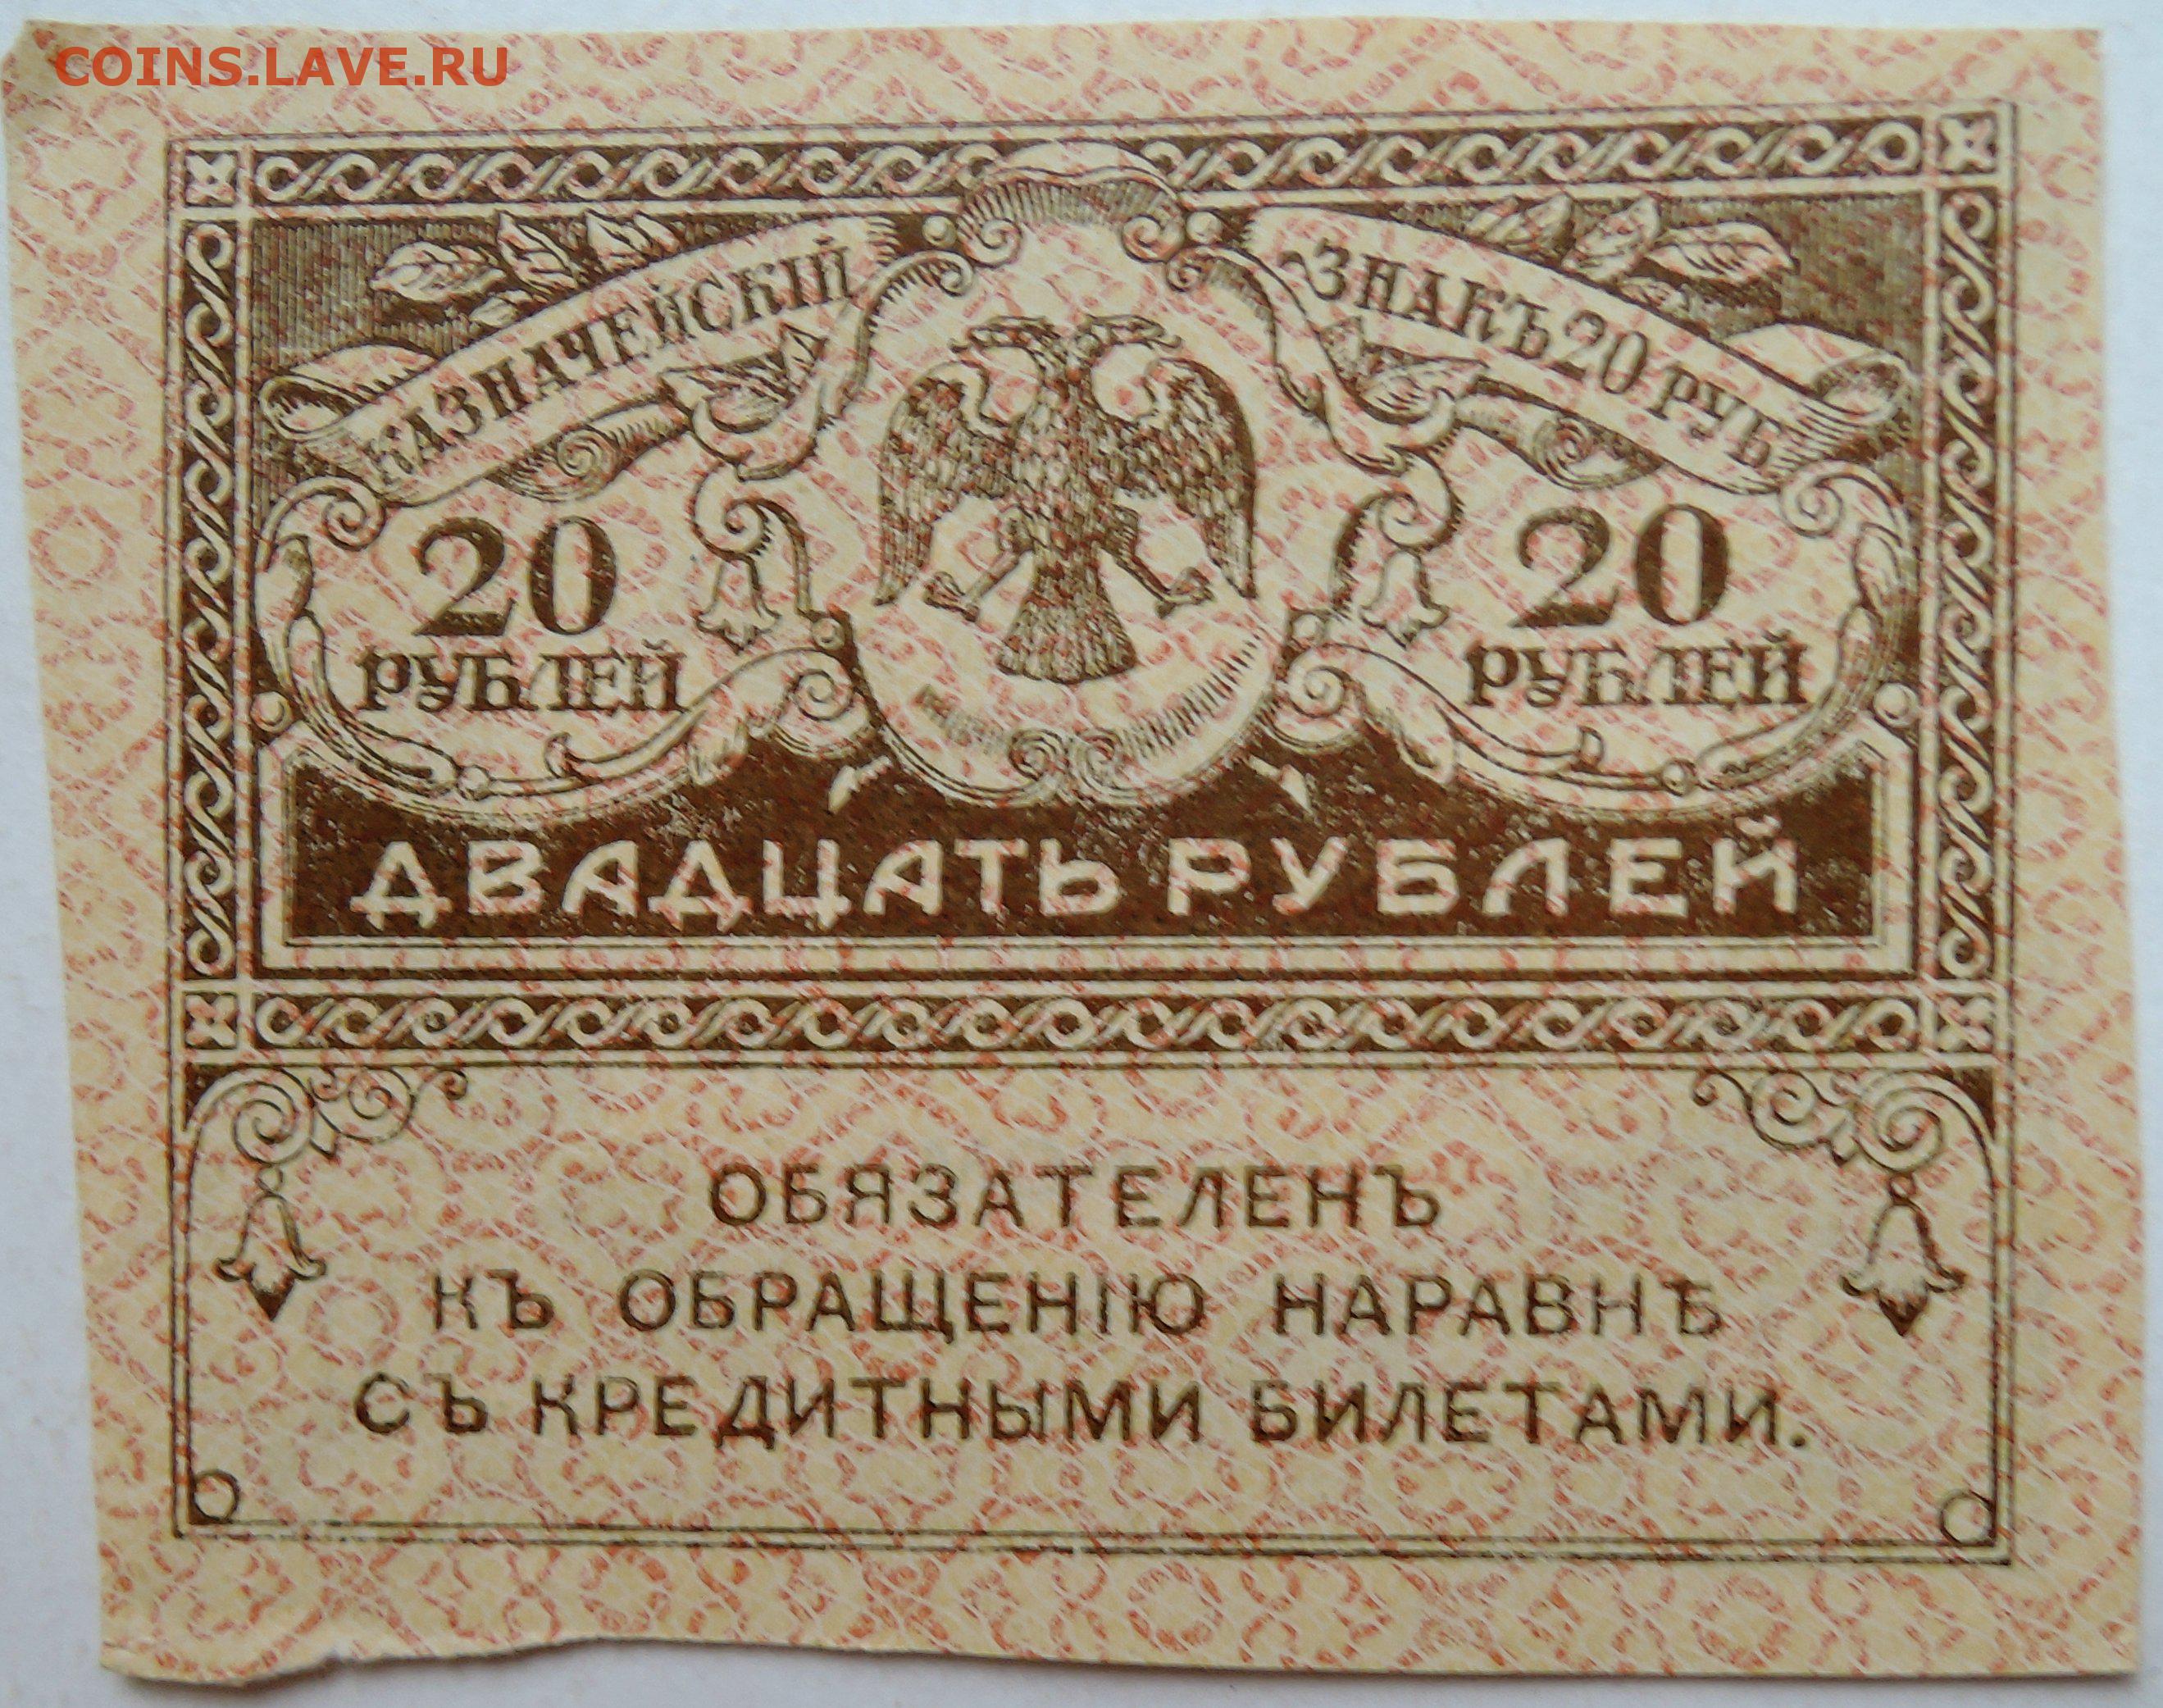 COINS.LAVE.RU
КАЗНАЧЕЙСКІЙ
ЗНАКЪ 20 РУБ.
20
РУБЛЕЙ
20
РУБЛЕЙ
ДВАДЦАТЬ РУБЛЕЙ
ОБЯЗАТЕЛЕНЪ
КЪ ОБРАЩЕНІЮ НАРАВНѢ
СЪ КРЕДИТНЫМИ БИЛЕТАМИ.